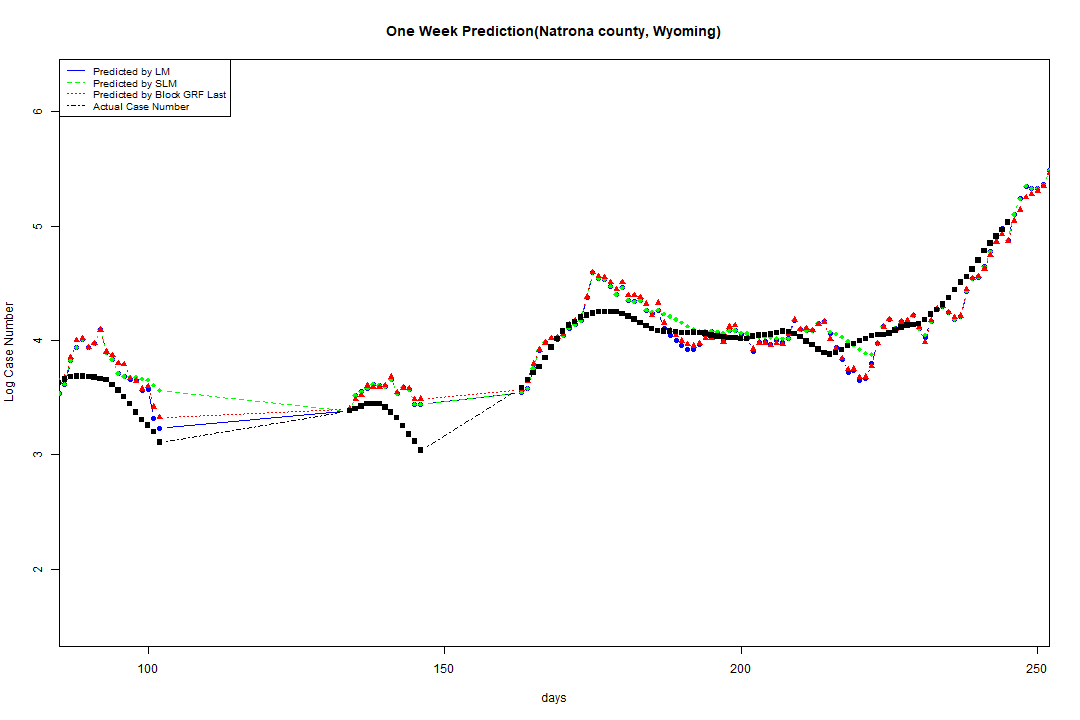 One Week Prediction(Natrona county, Wyoming)
Predicted by LM
Predicted by SLM
Predicted by Block GRF Last
Actual Case Number
6
5
4
3
2
Log Case Number
100 150 200 250
days